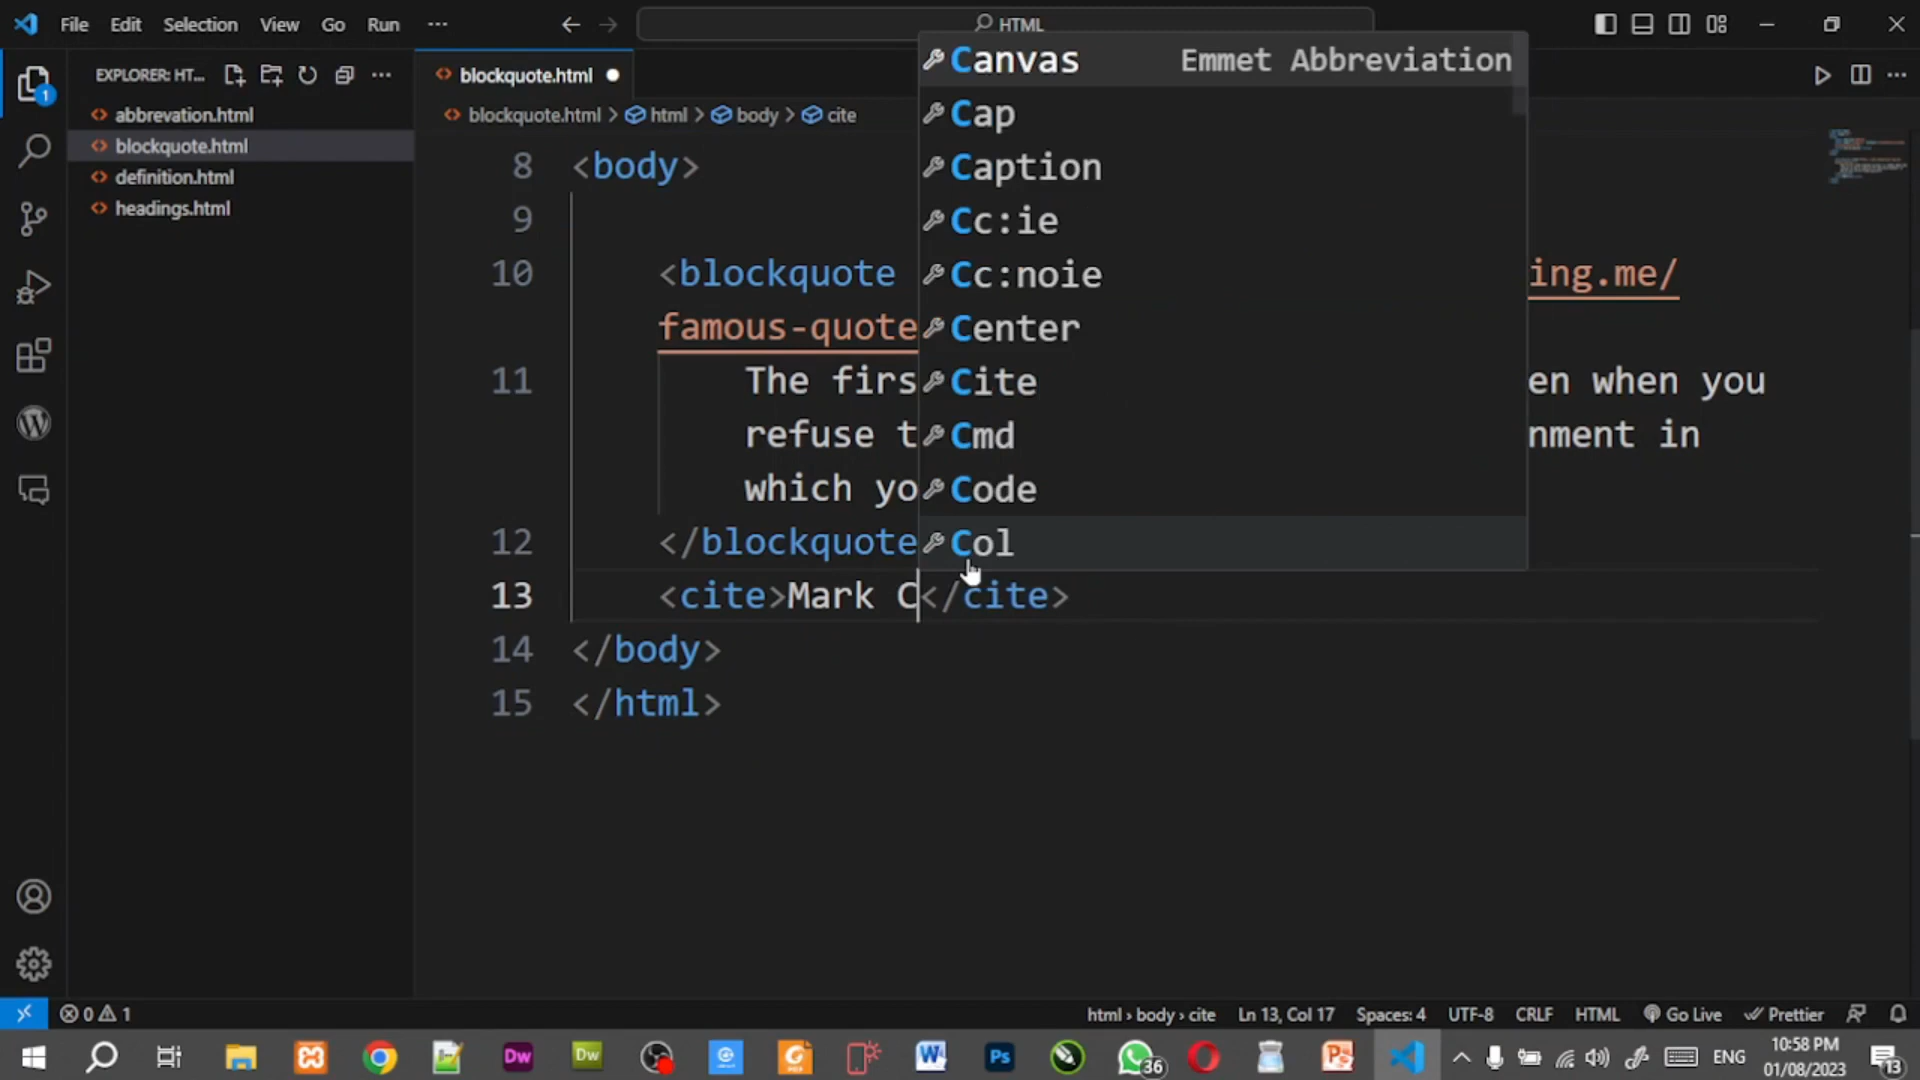 File Edit Selection View Go Run ··· HTML
EXPLORER: HT...
abbrevation.html
blockquote.html
definition.html
headings.html
1
blockquote.html
blockquote.html > html > body > cite
8 <body>
9
10 <blockquote ing.me/
famous-quote
11 The firs en when you
refuse t nment in
which yo
12 </blockquote
13 <cite>Mark C</cite>
14 </body>
15 </html>
Canvas Emmet Abbreviation
Cap
Caption
Cc:ie
Cc:noie
Center
Cite
Cmd
Code
Col
0 1 html › body › cite Ln 13, Col 17 Spaces: 4 UTF-8 CRLF HTML Go Live Prettier
Dw Dw W Ps 36 ENG 10:58 PM
01/08/2023 13